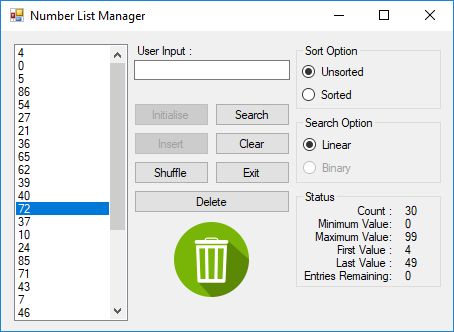 Number List Manager
4
0
5
86
54
27
21
36
65
62
39
40
72
37
10
24
85
71
43
7
46
User Input :
Initialise
Search
Insert
Clear
Shuffle
Exit
Delete
Sort Option
Unsorted
Sorted
Search Option
Linear
Binary
Status
Count : 30
Minimum Value: 0
Maximum Value: 99
First Value : 4
Last Value : 49
Entries Remaining: 0